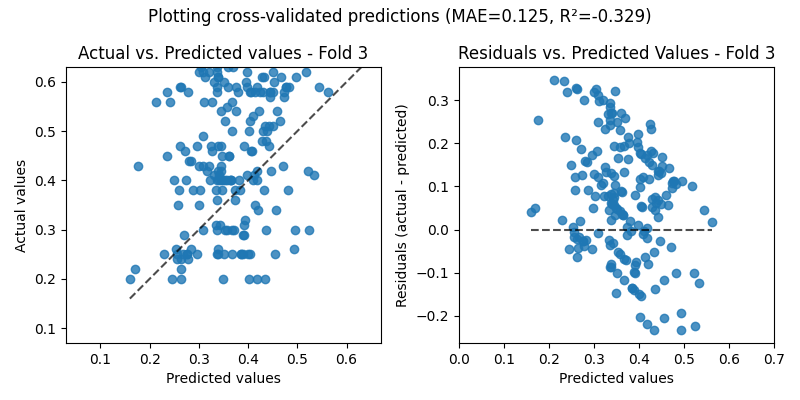 Plotting cross-validated predictions (MAE=0.125, R²=-0.329)
Actual vs. Predicted values - Fold 3
Actual values
0.6
0.5
0.4
0.3
0.2
0.1
0.1 0.2 0.3 0.4 0.5 0.6
Predicted values
Residuals vs. Predicted Values - Fold 3
Residuals (actual - predicted)
0.3
0.2
0.1
0.0
−0.1
−0.2
0.0 0.1 0.2 0.3 0.4 0.5 0.6 0.7
Predicted values